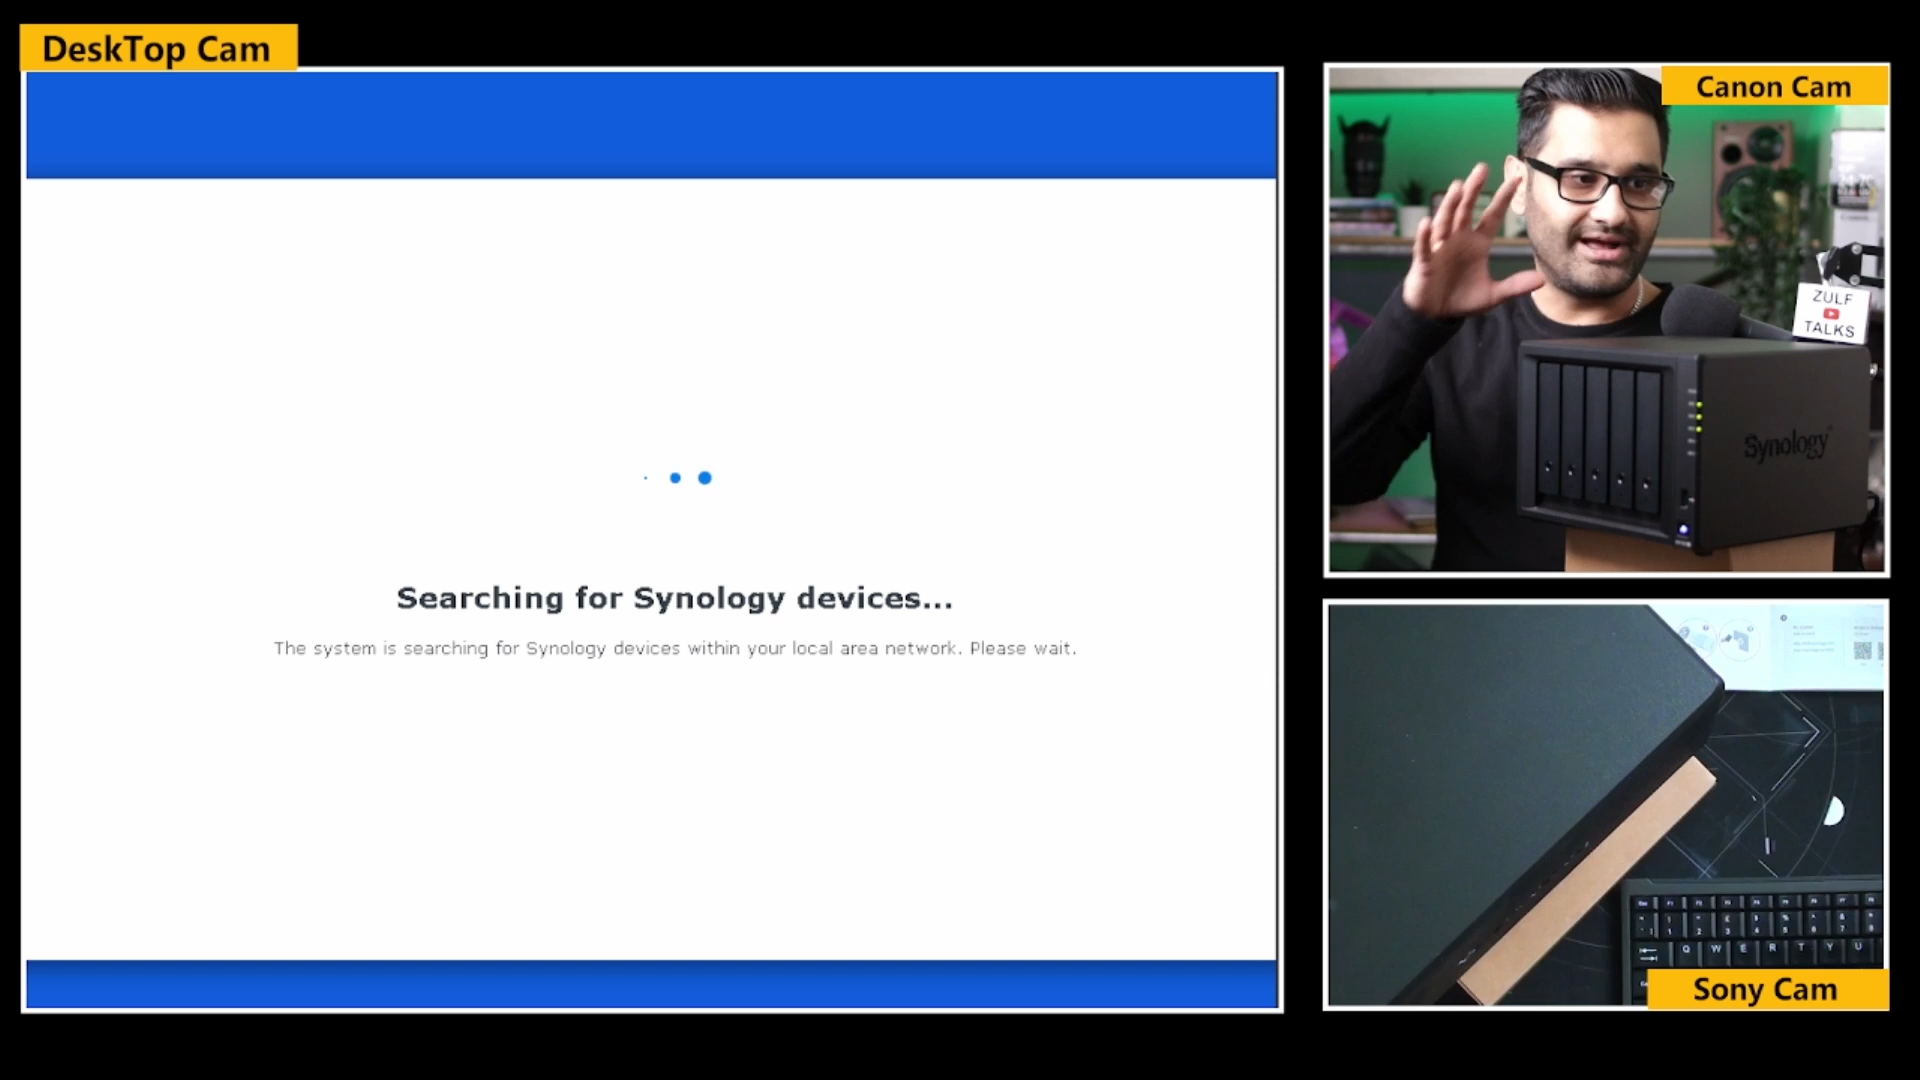 DeskTop Cam
Searching for Synology devices...
The system is searching for Synology devices within your local area network. Please wait.
Canon Cam
ZULF
TALKS
Synology
Sony Cam
Q W E R T Y U